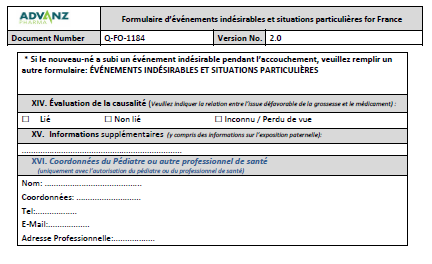 ADVANZ
PHARMA
Formulaire d'événements indésirables et situations particulières for France
Document Number Q-FO-1184 Version No. 2.0
* Si le nouveau-né a subi un événement indésirable pendant l'accouchement, veuillez remplir un
autre formulaire: ÉVÉNEMENTS INDÉSIRABLES ET SITUATIONS PARTICULIÈRES
XIV. Évaluation de la causalité (Veuillez indiquer la relation entre l'issue défavorable de la grossesse et le médicament) :
☐ Lié ☐ Non lié ☐ Inconnu / Perdu de vue
XV. Informations supplémentaires (y compris des informations sur l'exposition paternelle):
.......................................................
XVI. Coordonnées du Pédiatre ou autre professionnel de santé
(uniquement avec l'autorisation du pédiatre ou du professionnel de santé)
Nom: .................................
Coordonnées: ......................
Tel:..............
E-Mail:..............
Adresse Professionnelle:..............